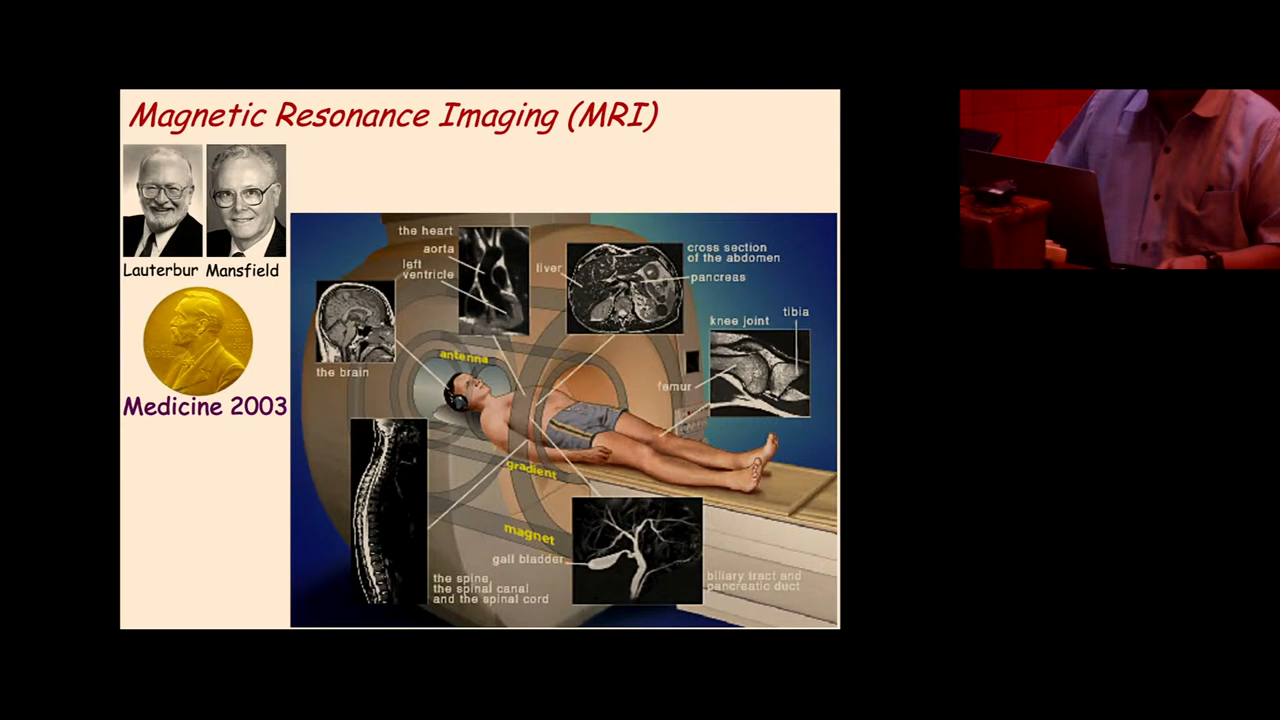 Magnetic Resonance Imaging (MRI)
Lauterbur Mansfield
Medicine 2003
the heart
aorta
left
ventricle
liver
cross section
of the abdomen
pancreas
knee joint
tibia
femur
the brain
antenna
gradient
magnet
gall bladder
biliary tract and
pancreatic duct
the spine,
the spinal canal
and the spinal cord